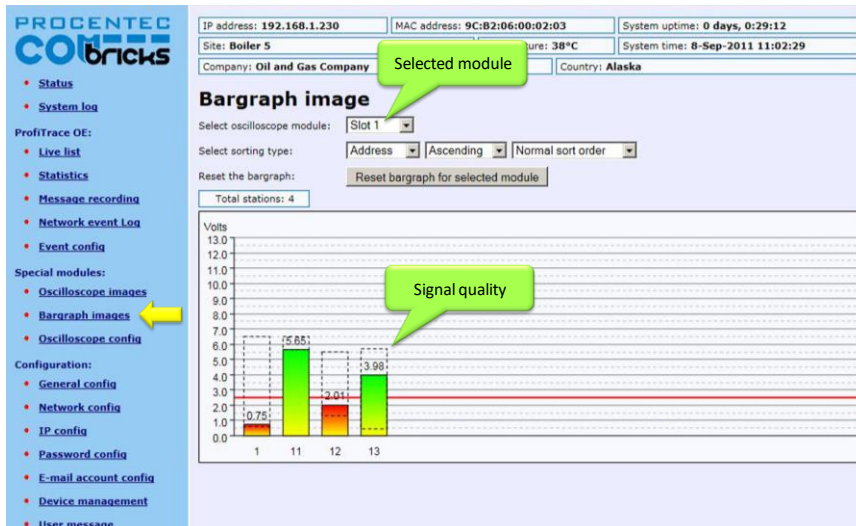 PROCENTEC
COMbricks
IP address: 192.168.1.230
MAC address: 9C:B2:06:00:02:03
System uptime: 0 days, 0:29:12
Site: Boiler 5
ure: 38°C
System time: 8-Sep-2011 11:02:29
Company: Oil and Gas Company
Country: Alaska
Selected module
Status
System log
ProfiTrace OE:
Live list
Statistics
Message recording
Network event Log
Event config
Special modules:
Oscilloscope images
Bargraph images
Oscilloscope config
Configuration:
General config
Network config
IP config
Password config
E-mail account config
Device management
User message
Bargraph image
Select oscilloscope module: Slot 1
Select sorting type: Address Ascending Normal sort order
Reset the bargraph: Reset bargraph for selected module
Total stations: 4
Volts
13.0
12.0
11.0
10.0
9.0
8.0
7.0
6.0
5.0
4.0
3.0
2.0
1.0
0.0
Signal quality
5.65
3.98
2.01
0.75
1 11 12 13